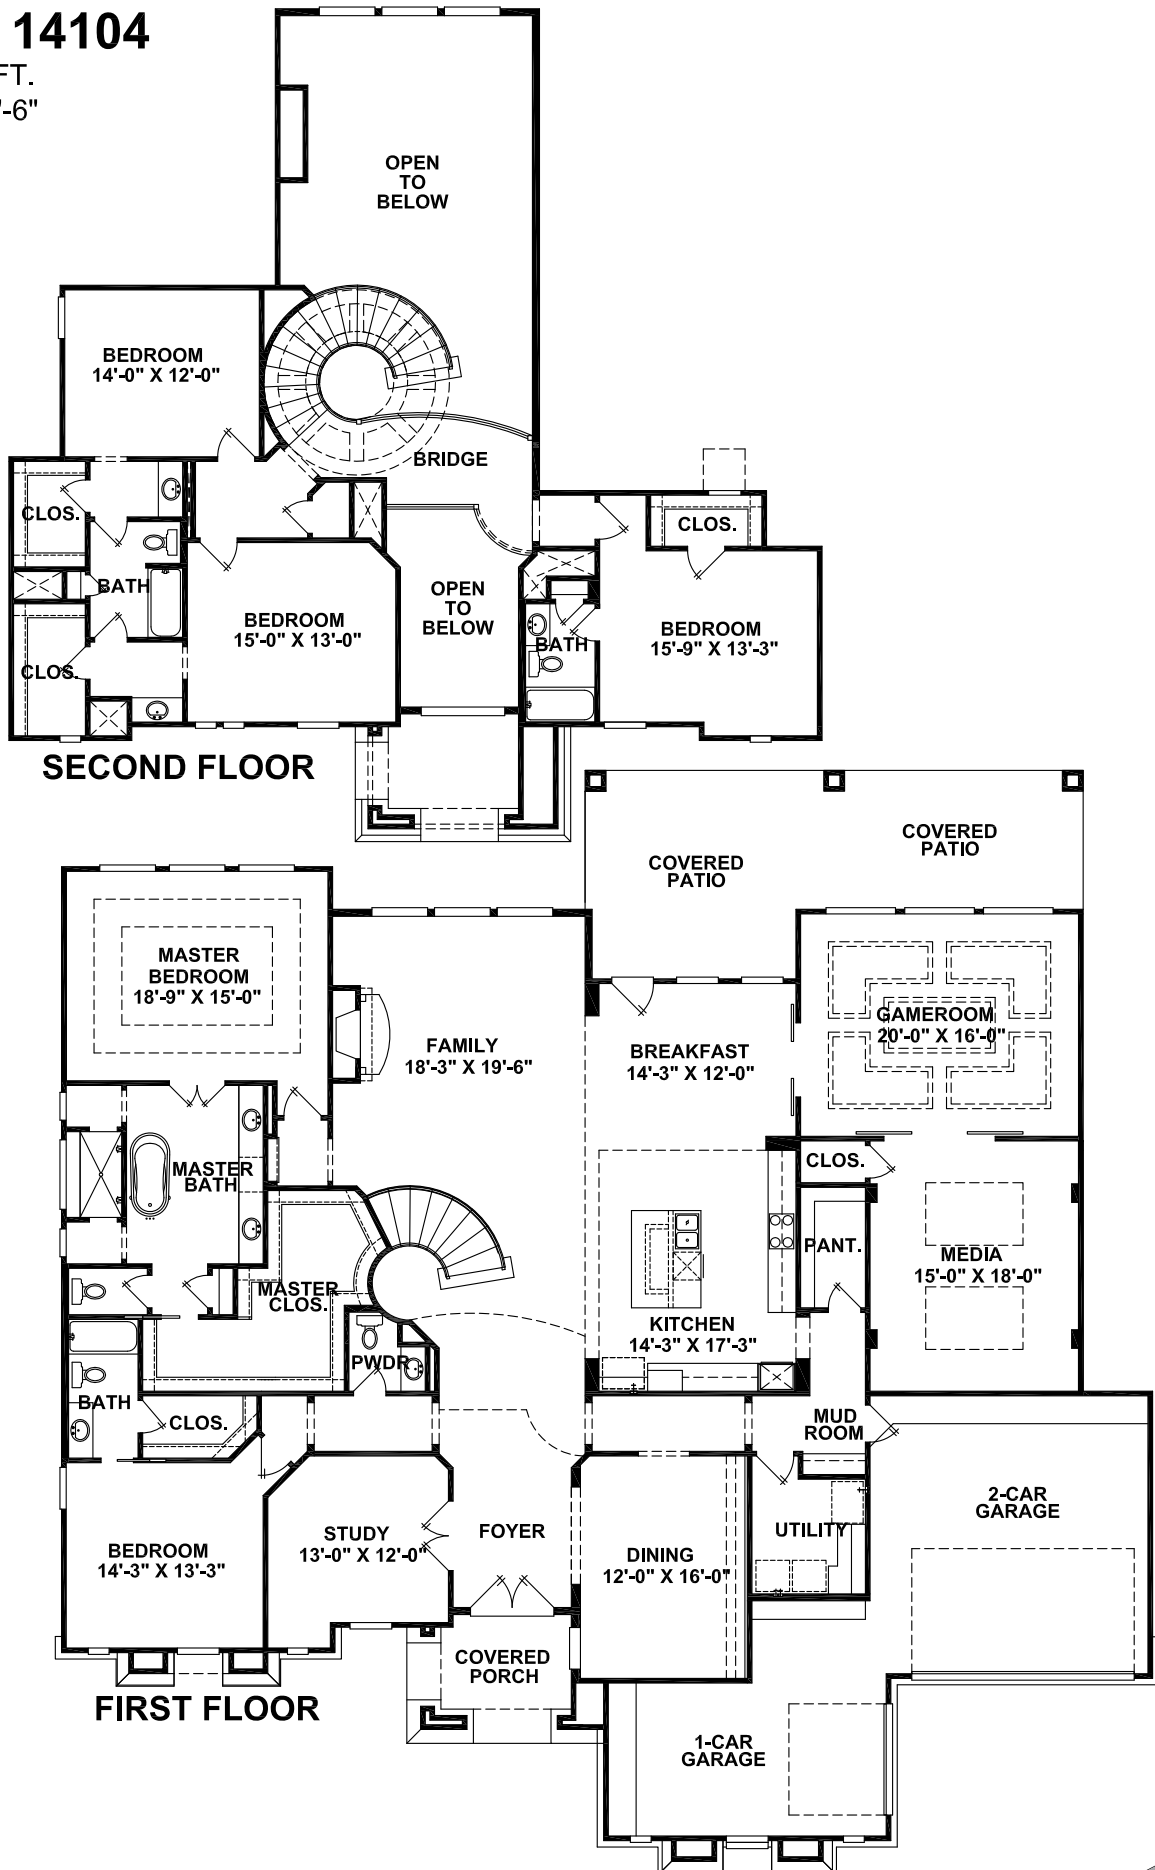 14104
FT.
'-6"
OPEN
TO
BELOW
BEDROOM
14'-0" X 12'-0"
BRIDGE
CLOS.
CLOS.
BATH
OPEN
TO
BELOW
BEDROOM
15'-0" X 13'-0"
BEDROOM
15'-9" X 13'-3"
BATH
CLOS.
SECOND FLOOR
COVERED
PATIO
COVERED
PATIO
MASTER
BEDROOM
18'-9" X 15'-0"
GAMEROOM
20'-0" X 16'-0"
FAMILY
18'-3" X 19'-6"
BREAKFAST
14'-3" X 12'-0"
CLOS.
MASTER
BATH
PANT.
MEDIA
15'-0" X 18'-0"
MASTER
CLOS.
KITCHEN
14'-3" X 17'-3"
PWDR
BATH
CLOS.
MUD
ROOM
2-CAR
GARAGE
STUDY
13'-0" X 12'-0"
FOYER
UTILITY
BEDROOM
14'-3" X 13'-3"
DINING
12'-0" X 16'-0"
COVERED
PORCH
FIRST FLOOR
1-CAR
GARAGE